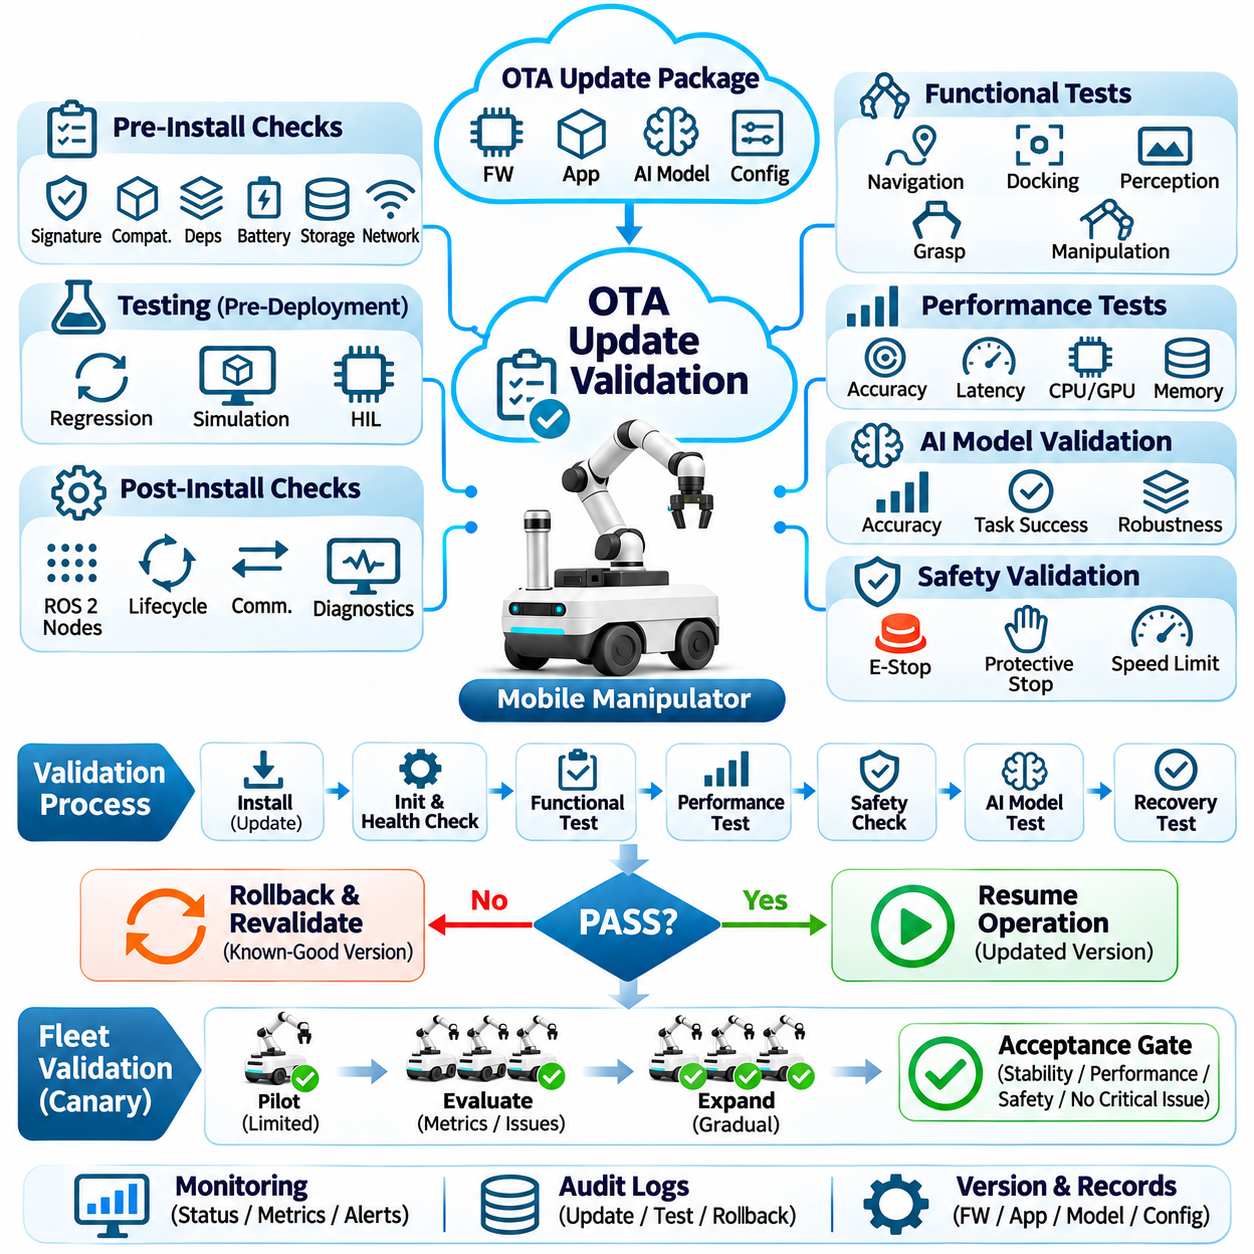 OTA Update Package
FW
App
AI Model
Config
Pre-Install Checks
Signature
Compat.
Deps
Battery
Storage
Network
Testing (Pre-Deployment)
Regression
Simulation
HIL
Post-Install Checks
ROS 2
Nodes
Lifecycle
Comm.
Diagnostics
OTA
Update
Validation
Mobile Manipulator
Functional Tests
Navigation
Docking
Perception
Grasp
Manipulation
Performance Tests
Accuracy
Latency
CPU/GPU
Memory
AI Model Validation
Accuracy
Task Success
Robustness
Safety Validation
E-Stop
Protective
Stop
Speed Limit
Validation
Process
Install
(Update)
Init &
Health Check
Functional
Test
Performance
Test
Safety
Check
AI Model
Test
Recovery
Test
Rollback &
Revalidate
(Known-Good Version)
No
PASS?
Yes
Resume
Operation
(Updated Version)
Fleet
Validation
(Canary)
Pilot
(Limited)
Evaluate
(Metrics / Issues)
Expand
(Gradual)
Acceptance Gate
(Stability / Performance /
Safety / No Critical Issue)
Monitoring
(Status / Metrics / Alerts)
Audit Logs
(Update / Test / Rollback)
Version & Records
(FW / App / Model / Config)